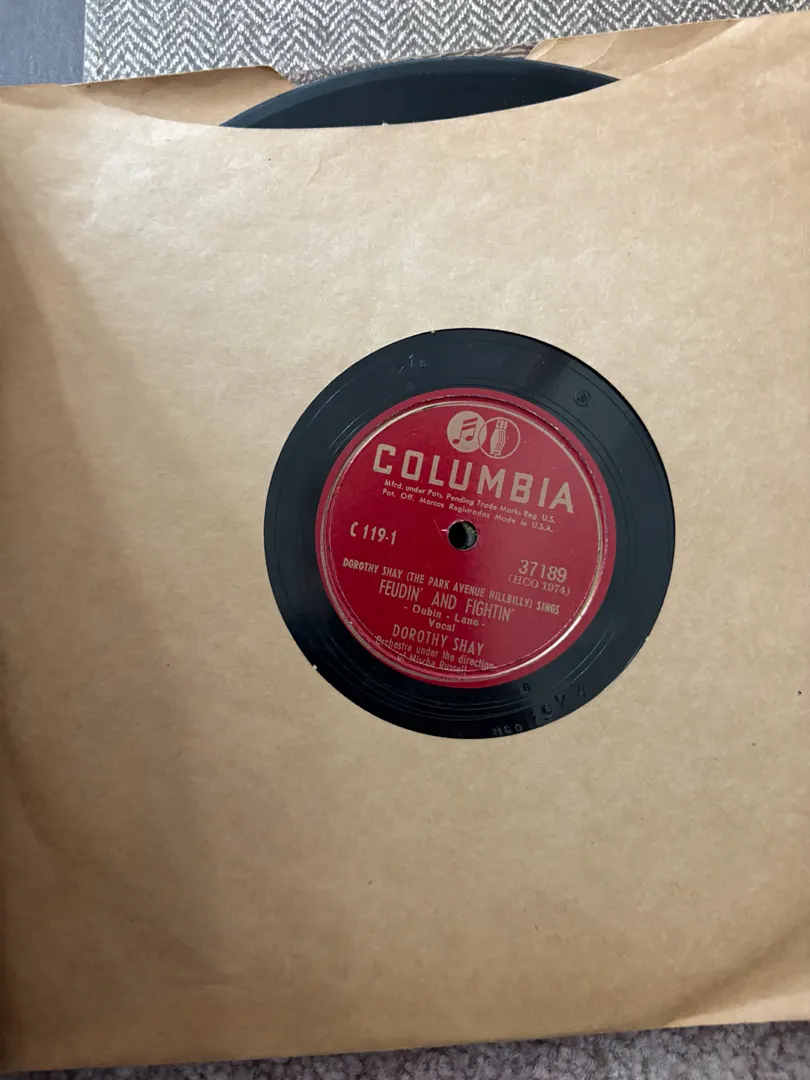 CBS
COLUMBIA
Mfrd. under Pats. Pending Trade Marks Reg. U.S.
Pat. Off. Marcas Registradas Made in U.S.A.
C 119-1
37189
(HCO 1974)
DOROTHY SHAY (THE PARK AVENUE HILLBILLY) SINGS
FEUDIN' AND FIGHTIN'
- Dubin - Lane -
Vocal
DOROTHY SHAY
Orchestra under the direction
of Mischa Russell